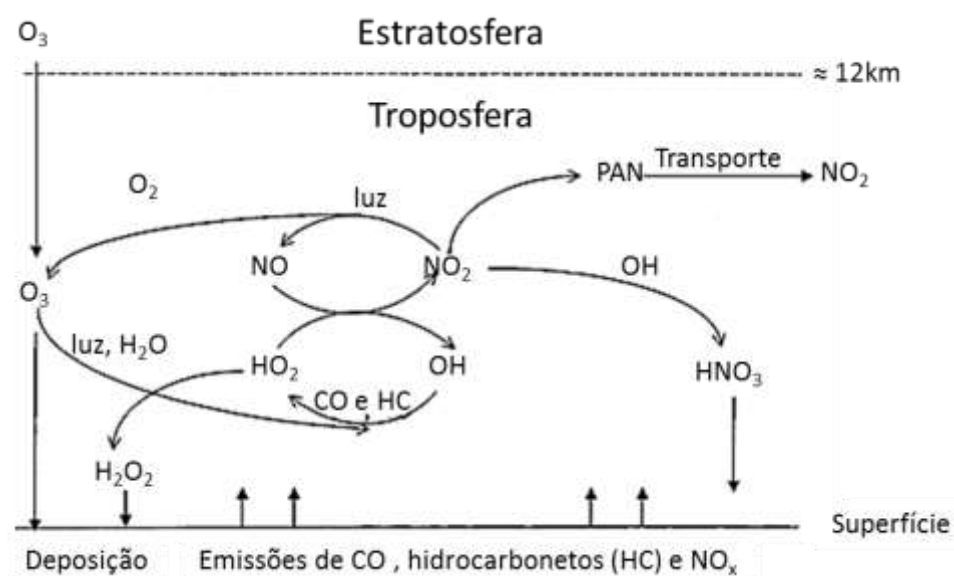 O₃
Estratosfera
≈ 12km
Troposfera
PAN
Transporte
NO₂
O₂
luz
NO
NO₂
OH
O₃
luz, H₂O
HO₂
OH
HNO₃
CO e, HC
H₂O₂
Superfície
Deposição
Emissões de CO , hidrocarbonetos (HC) e NOₓ